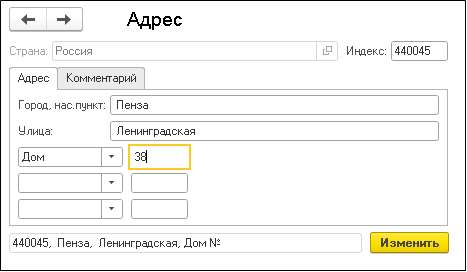 Адрес
Страна: Россия Индекс: 440045
Адрес Комментарий
Город, нас.пункт: Пенза
Улица: Ленинградская
Дом 38
440045, Пенза, Ленинградская, Дом № Изменить